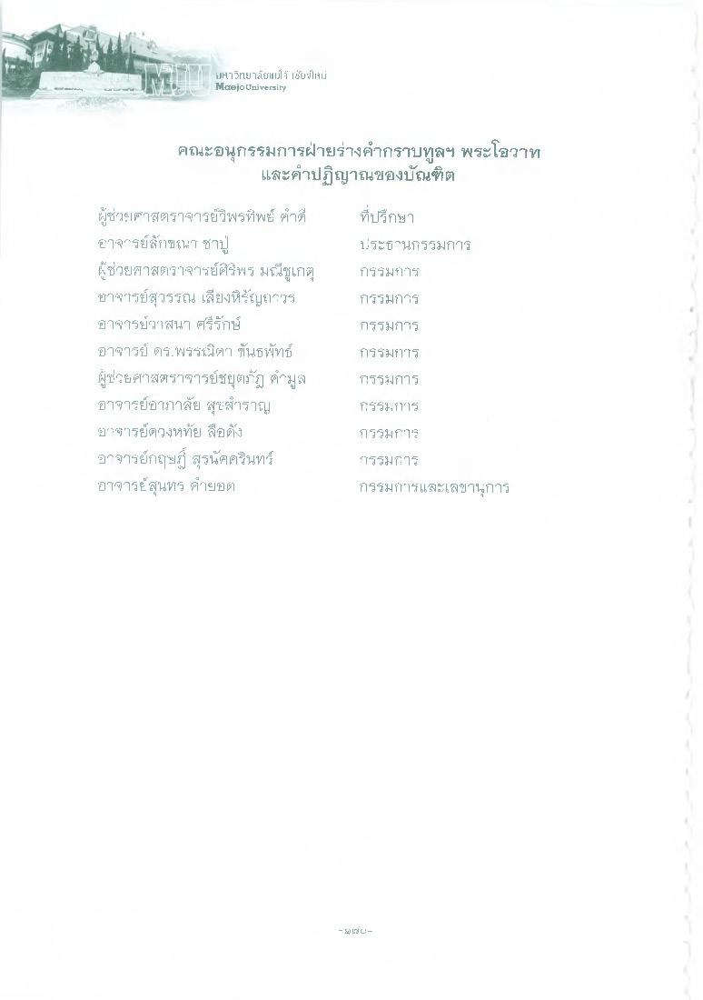 MJU มหาวิทยาลัยแม่โจ้ เชียงใหม่
Maejo University
คณะอนุกรรมการฝ่ายร่างคำกราบทูลฯ พระโอวาท
และคำปฏิญาณของบัณฑิต
ผู้ช่วยศาสตราจารย์วิพรทิพย์ คำดี ที่ปรึกษา
อาจารย์ลักขณา ชาปู่ ประธานกรรมการ
ผู้ช่วยศาสตราจารย์ศิริพร มณีชูเกตุ กรรมการ
อาจารย์สุวรรณ เลียงหิรัญถาวร กรรมการ
อาจารย์วาสนา ศรีรักษ์ กรรมการ
อาจารย์ ดร.พรรณิตา ขันธพัทธ์ กรรมการ
ผู้ช่วยศาสตราจารย์ชยุตภัฎ คำมูล กรรมการ
อาจารย์อาภาลัย สุขสำราญ กรรมการ
อาจารย์ดวงหทัย ลือดัง กรรมการ
อาจารย์กฤษฎิ์ สุรนัคครินทร์ กรรมการ
อาจารย์สุนทร คำยอด กรรมการและเลขานุการ
-๑๗๐-